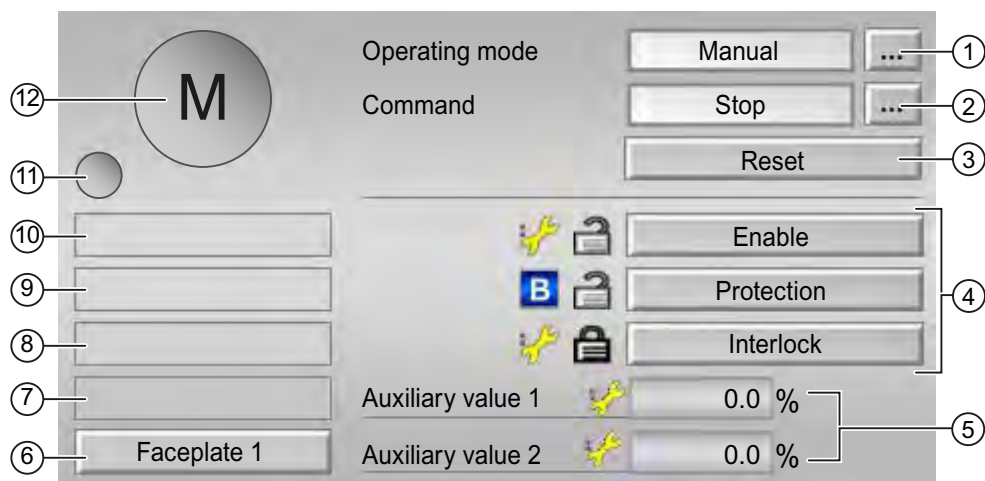 Operating mode Manual ... 1
Command Stop ... 2
12 M
Reset 3
11
10 Enable
9 B Protection 4
8 Interlock
7 Auxiliary value 1 0.0 %
5
6 Faceplate 1 Auxiliary value 2 0.0 %